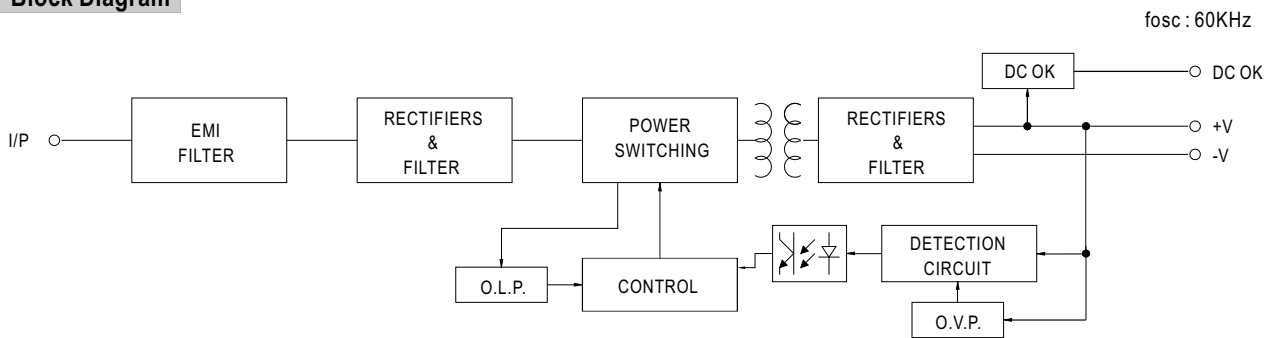 Block Diagram
fosc : 60KHz
I/P
EMI
FILTER
RECTIFIERS
&
FILTER
POWER
SWITCHING
RECTIFIERS
&
FILTER
DC OK
DC OK
+V
-V
O.L.P.
CONTROL
DETECTION
CIRCUIT
O.V.P.